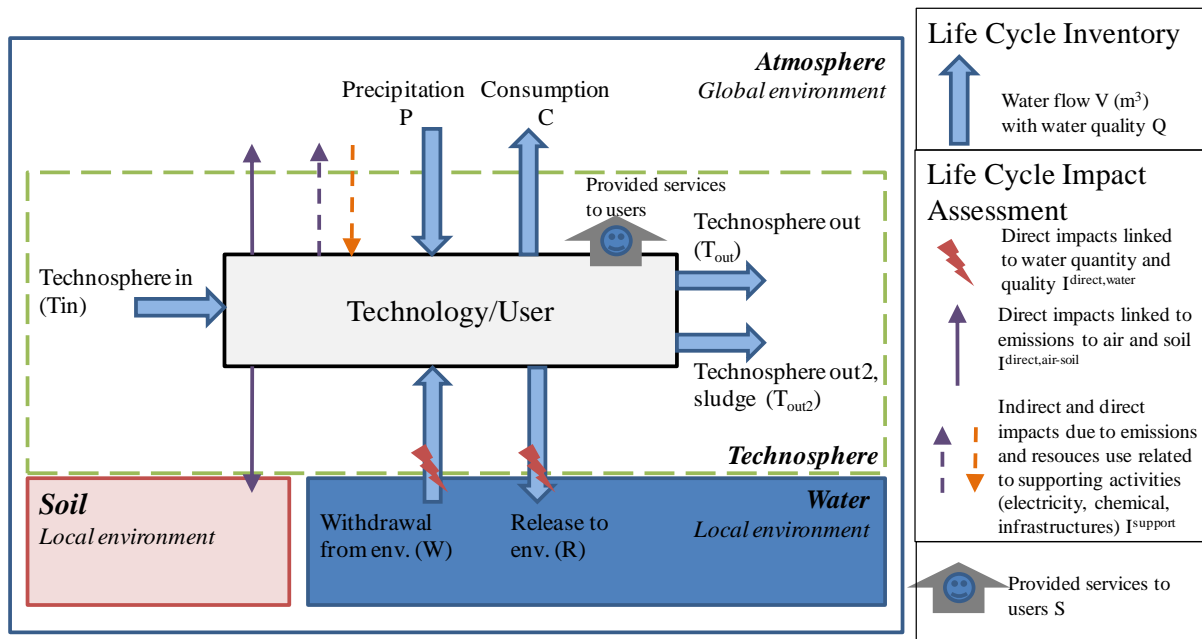 Atmosphere
Global environment
Precipitation
P
Consumption
C
Provided services
to users
Technosphere out
(Tout)
Technosphere in
(Tin)
Technology/User
Technosphere out2,
sludge (Tout2)
Technosphere
Soil
Local environment
Water
Local environment
Withdrawal
from env. (W)
Release to
env. (R)
Life Cycle Inventory
Water flow V (m³)
with water quality Q
Life Cycle Impact
Assessment
Direct impacts linked
to water quantity and
quality I^direct,water
Direct impacts linked to
emissions to air and soil
I^direct,air-soil
Indirect and direct
impacts due to emissions
and resouces use related
to supporting activities
(electricity, chemical,
infrastructures) I^support
Provided services to
users S